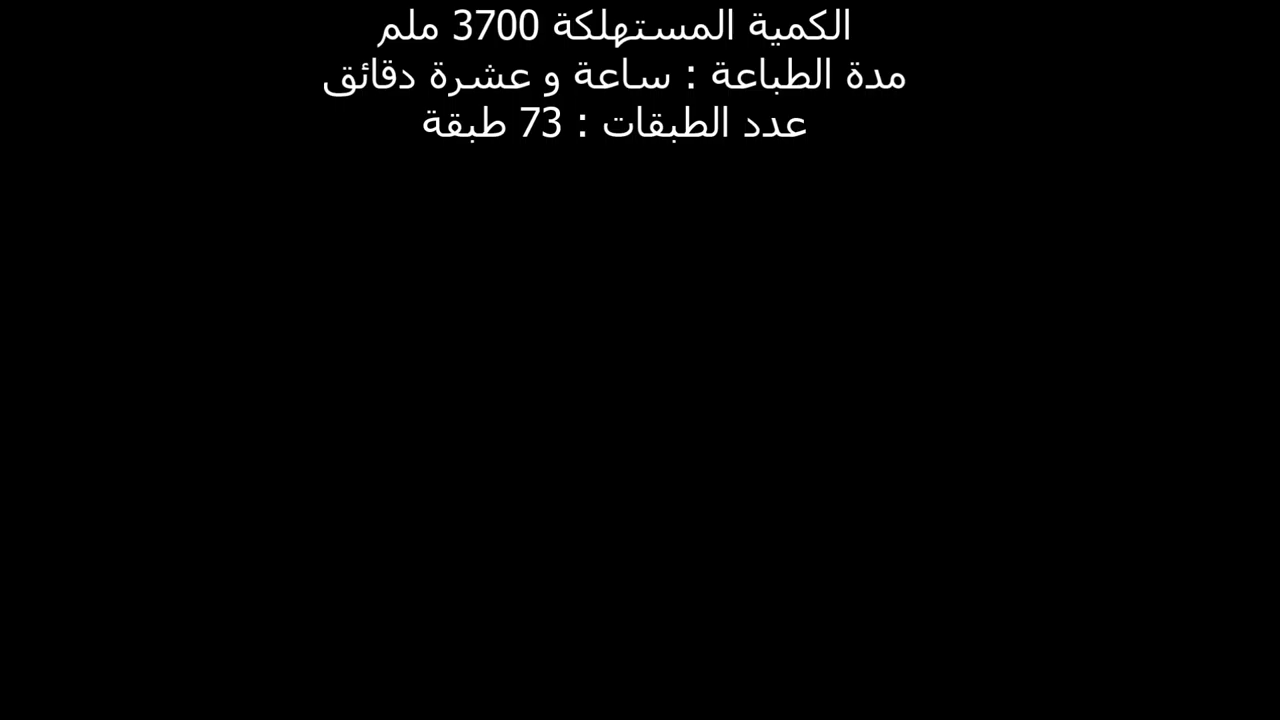 الكمية المستهلكة 3700 ملم
مدة الطباعة : ساعة و عشرة دقائق
عدد الطبقات : 73 طبقة